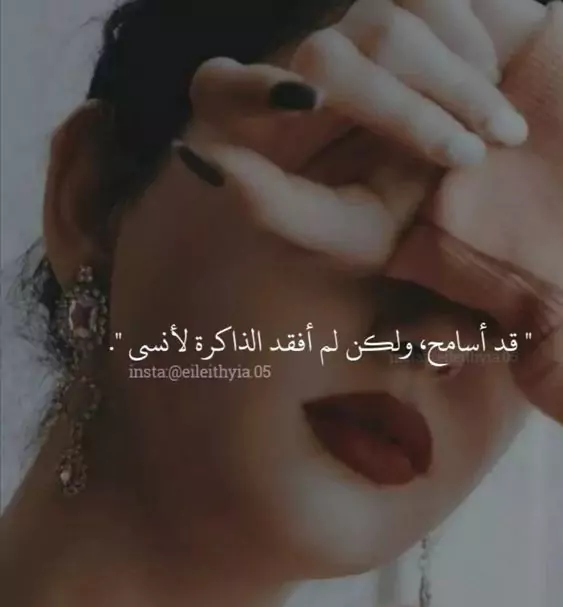 " قد أسامح، ولكن لم أفقد الذاكرة لأنسى ".
insta:@eileithyia.05